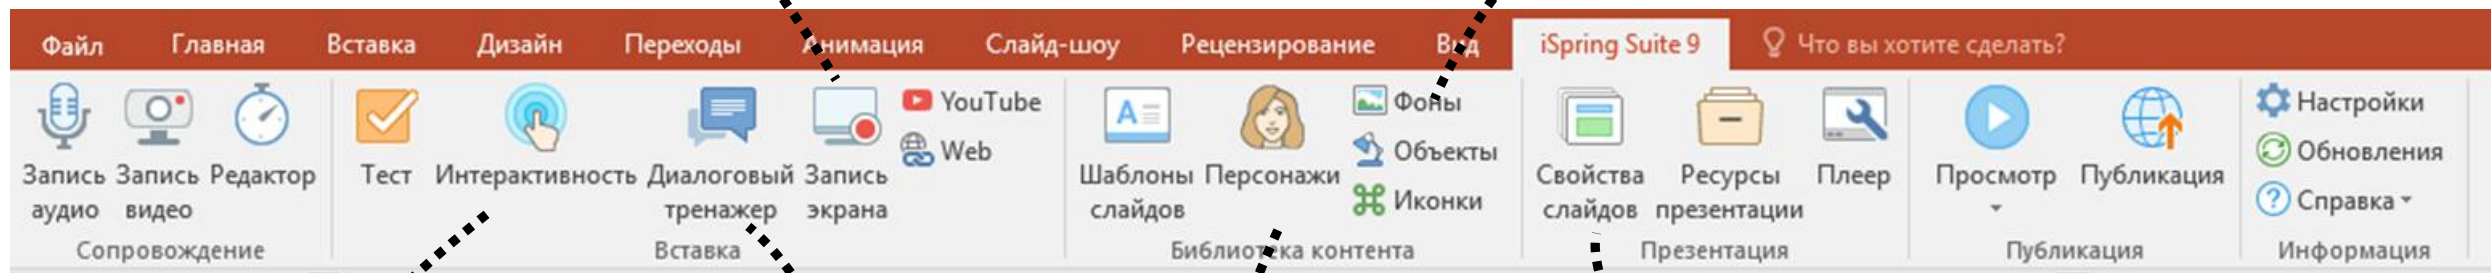 Файл Главная Вставка Дизайн Переходы Анимация Слайд-шоу Рецензирование Вид iSpring Suite 9 Что вы хотите сделать?
Запись аудио
Запись видео
Редактор
Сопровождение
Тест
Интерактивность
Диалоговый тренажер
Запись экрана
YouTube
Web
Вставка
Шаблоны слайдов
Персонажи
Фоны
Объекты
Иконки
Библиотека контента
Свойства слайдов
Ресурсы презентации
Плеер
Презентация
Просмотр
Публикация
Публикация
Настройки
Обновления
Справка
Информация